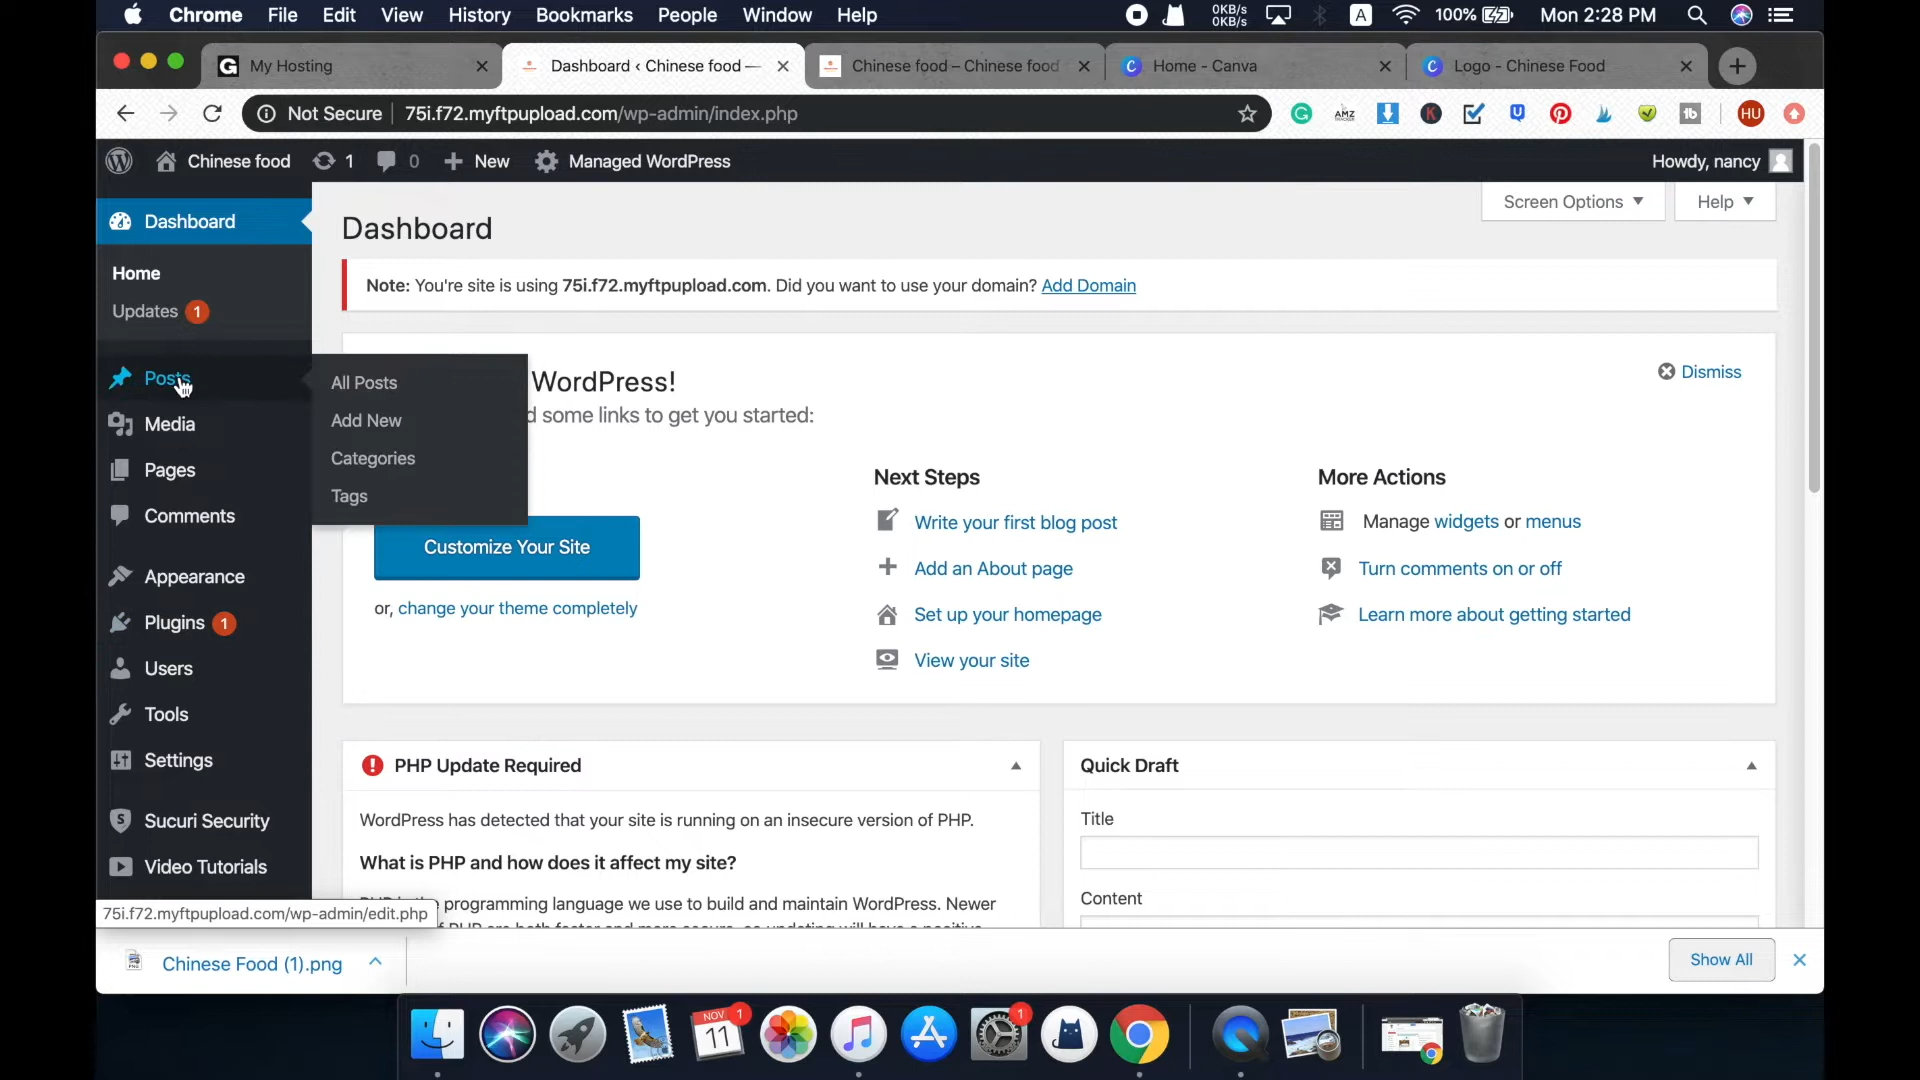 Chrome File Edit View History Bookmarks People Window Help 0KB/s 0KB/s A 100% Mon 2:28 PM
My Hosting Dashboard ‹ Chinese food — Chinese food – Chinese food Home - Canva Logo - Chinese Food
Not Secure 75i.f72.myftpupload.com/wp-admin/index.php HU
Chinese food 1 0 New Managed WordPress Howdy, nancy
Screen Options Help
Dashboard
Dashboard
Home
Updates 1
Note: You're site is using 75i.f72.myftpupload.com. Did you want to use your domain? Add Domain
Posts
Media
Pages
Comments
Appearance
Plugins 1
Users
Tools
Settings
Sucuri Security
Video Tutorials
All Posts
Add New
Categories
Tags
WordPress!
d some links to get you started:
Dismiss
Customize Your Site
or, change your theme completely
Next Steps
Write your first blog post
Add an About page
Set up your homepage
View your site
More Actions
Manage widgets or menus
Turn comments on or off
Learn more about getting started
PHP Update Required
WordPress has detected that your site is running on an insecure version of PHP.
What is PHP and how does it affect my site?
programming language we use to build and maintain WordPress. Newer
Quick Draft
Title
Content
75i.f72.myftpupload.com/wp-admin/edit.php
Chinese Food (1).png
Show All
NOV 11 1 1